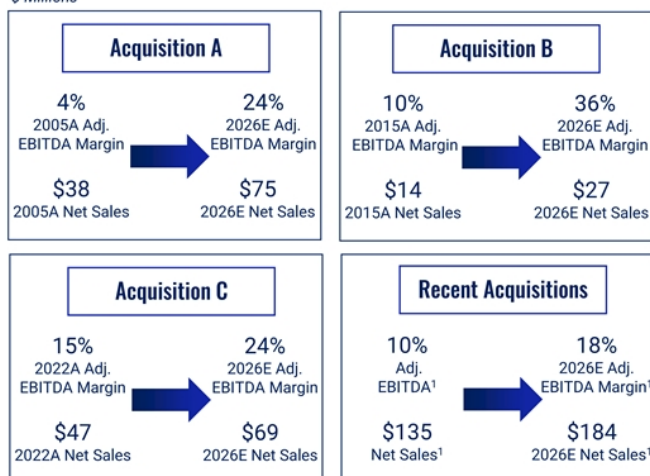 $ Millions
Acquisition A
4%
2005A Adj.
EBITDA Margin
24%
2026E Adj.
EBITDA Margin
$38
2005A Net Sales
$75
2026E Net Sales
Acquisition B
10%
2015A Adj.
EBITDA Margin
36%
2026E Adj.
EBITDA Margin
$14
2015A Net Sales
$27
2026E Net Sales
Acquisition C
15%
2022A Adj.
EBITDA Margin
24%
2026E Adj.
EBITDA Margin
$47
2022A Net Sales
$69
2026E Net Sales
Recent Acquisitions
10%
Adj.
EBITDA¹
18%
2026E Adj.
EBITDA Margin¹
$135
Net Sales¹
$184
2026E Net Sales¹